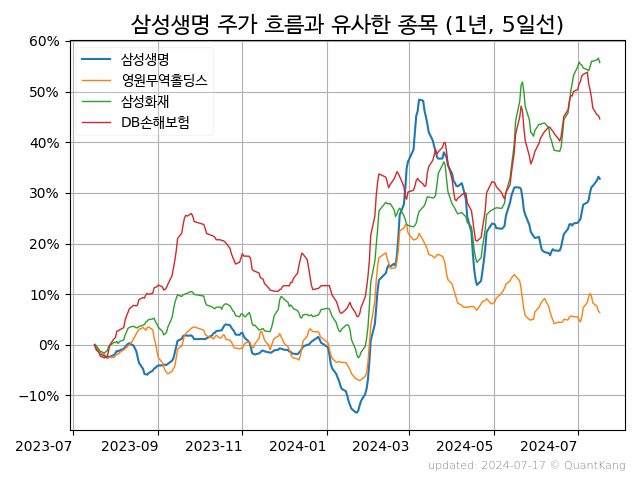 삼성생명 주가 흐름과 유사한 종목 (1년, 5일선)
삼성생명
영원무역홀딩스
삼성화재
DB손해보험
60%
50%
40%
30%
20%
10%
0%
−10%
2023-07 2023-09 2023-11 2024-01 2024-03 2024-05 2024-07
updated: 2024-07-17 © QuantKang